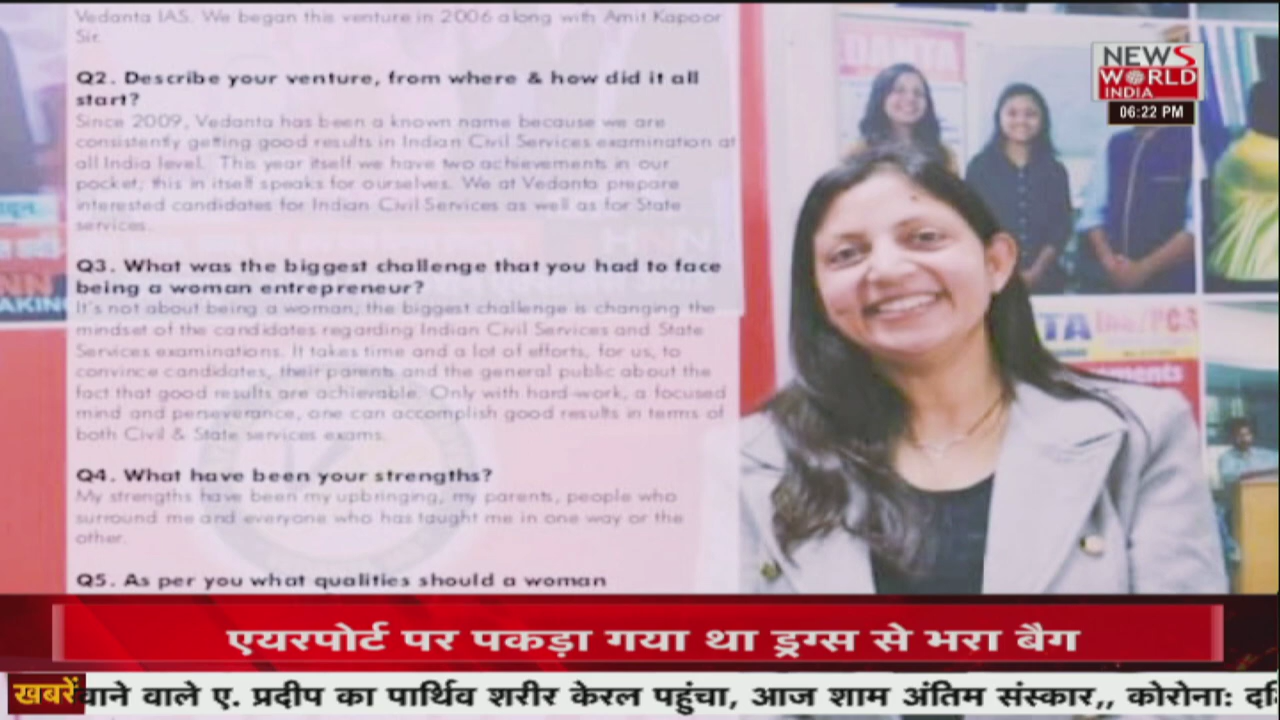 Vedanta IAS. We began this venture in 2006 along with Amit Kapoor
Sir.
Q2. Describe your venture, from where & how did it all
start?
Since 2009, Vedanta has been a known name because we are
consistently getting good results in Indian Civil Services examination at
all India level. This year itself we have two achievements in our
pocket; this in itself speaks for ourselves. We at Vedanta prepare
interested candidates for Indian Civil Services as well as for State
services.
Q3. What was the biggest challenge that you had to face
being a woman entrepreneur?
It's not about being a woman; the biggest challenge is changing the
mindset of the candidates regarding Indian Civil Services and State
Services examinations. It takes time and a lot of efforts, for us, to
convince candidates, their parents and the general public about the
fact that good results are achievable. Only with hard-work, a focused
mind and perseverance, one can accomplish good results in terms of
both Civil & State services exams.
Q4. What have been your strengths?
My strengths have been my upbringing, my parents, people who
surround me and everyone who has taught me in one way or the
other.
Q5. As per you what qualities should a woman
NEWS
WORLD
INDIA
06:22 PM
HNN
एयरपोर्ट पर पकड़ा गया था ड्रग्स से भरा बैग
खबरें वाने वाले ए. प्रदीप का पार्थिव शरीर केरल पहुंचा, आज शाम अंतिम संस्कार,, कोरोना: